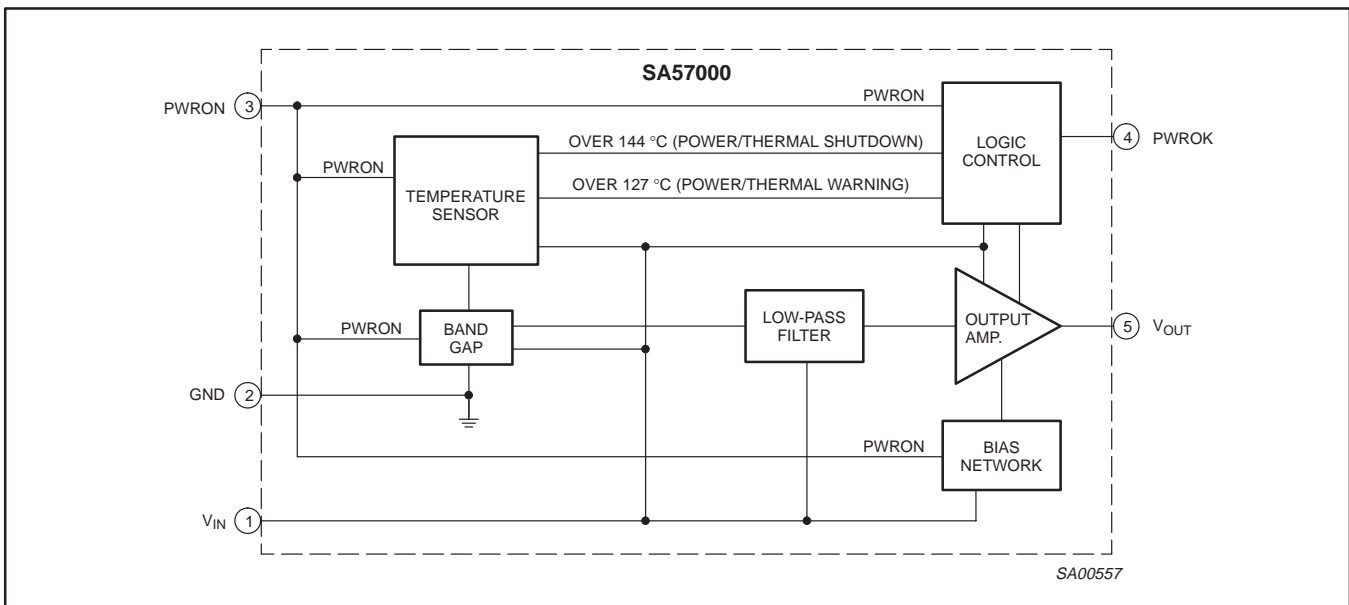 SA57000
PWRON 3
PWRON
LOGIC
CONTROL
4 PWROK
OVER 144 °C (POWER/THERMAL SHUTDOWN)
PWRON
TEMPERATURE
SENSOR
OVER 127 °C (POWER/THERMAL WARNING)
PWRON
BAND
GAP
LOW-PASS
FILTER
OUTPUT
AMP.
5 VOUT
GND 2
PWRON
BIAS
NETWORK
VIN 1
SA00557